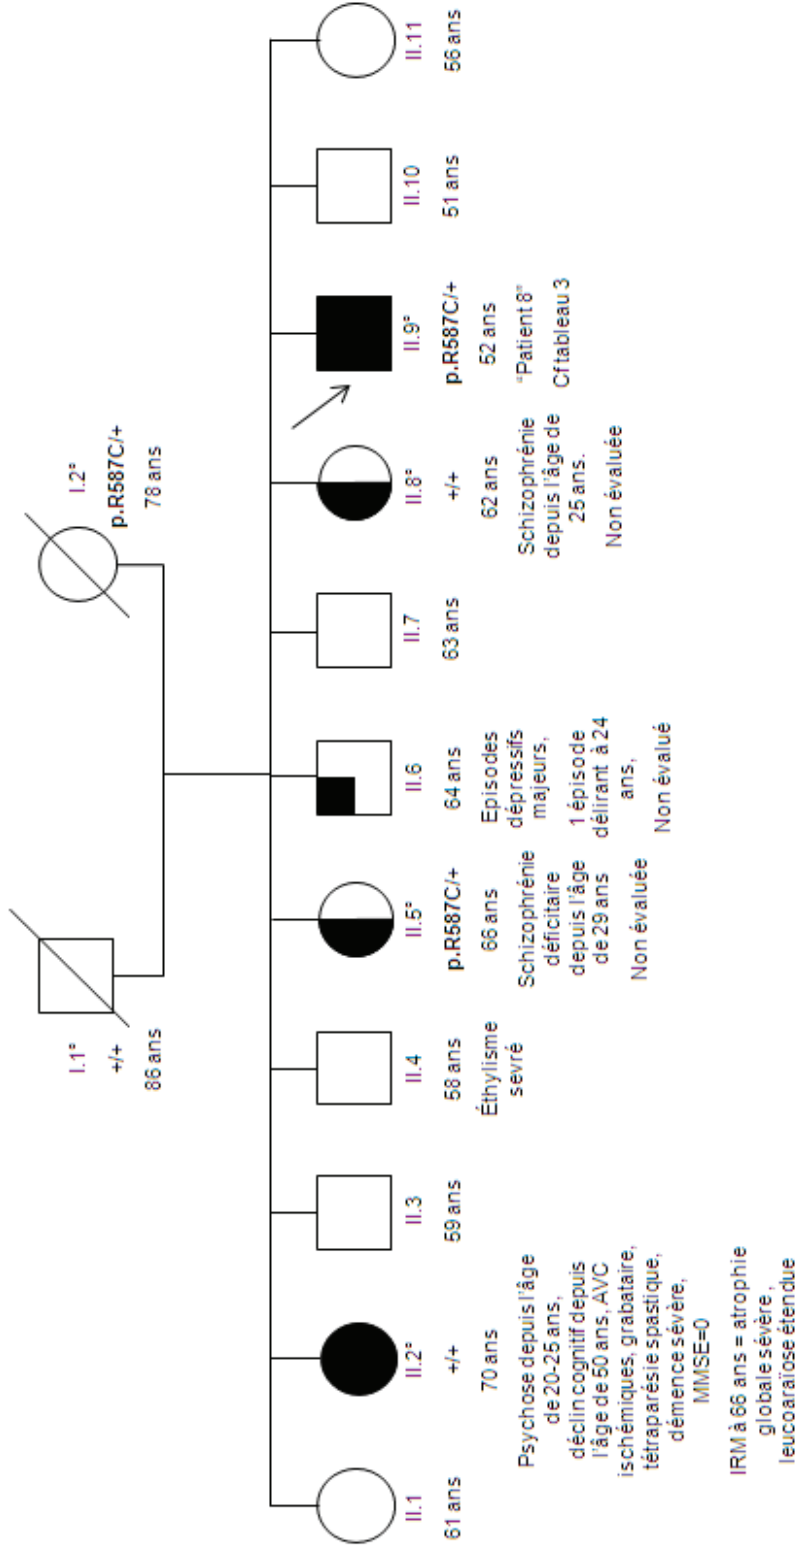 I.1°
+/+
86 ans
I.2°
p.R587C/+
78 ans
II.1
61 ans
II.2°
+/+
70 ans
Psychose depuis l'âge
de 20-25 ans,
déclin cognitif depuis
l'âge de 50 ans, AVC
ischémiques, grabataire,
tétraparésie spastique,
démence sévère,
MMSE=0
IRM à 66 ans = atrophie
globale sévère,
leucoaraïose étendue
II.3
59 ans
II.4
58 ans
Éthylisme
sevré
II.5°
p.R587C/+
66 ans
Schizophrénie
déficitaire
depuis l'âge
de 29 ans
Non évaluée
II.6
64 ans
Episodes
dépressifs
majeurs,
1 épisode
délirant à 24
ans,
Non évalué
II.7
63 ans
II.8°
+/+
62 ans
Schizophrénie
depuis l'âge de
25 ans.
Non évaluée
II.9°
p.R587C/+
52 ans
"Patient 8"
Cf tableau 3
II.10
51 ans
II.11
56 ans